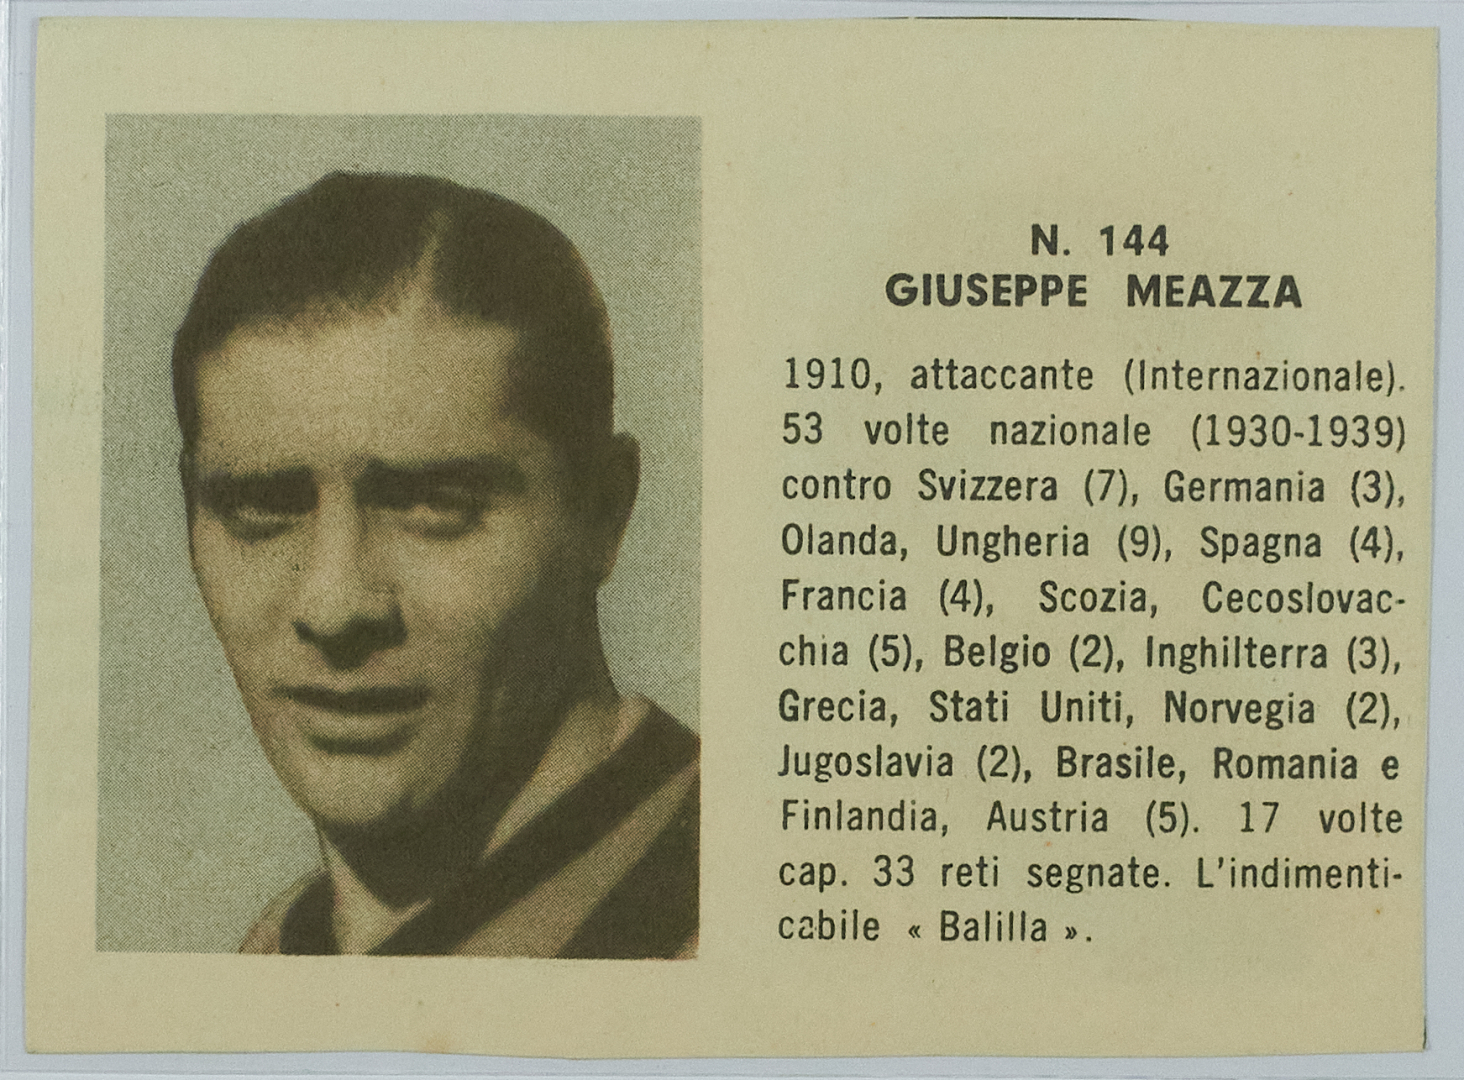 N. 144
GIUSEPPE MEAZZA
1910, attaccante (Internazionale).
53 volte nazionale (1930-1939)
contro Svizzera (7), Germania (3),
Olanda, Ungheria (9), Spagna (4),
Francia (4), Scozia, Cecoslovac-
chia (5), Belgio (2), Inghilterra (3),
Grecia, Stati Uniti, Norvegia (2),
Jugoslavia (2), Brasile, Romania e
Finlandia, Austria (5). 17 volte
cap. 33 reti segnate. L'indimenti-
cabile « Balilla ».